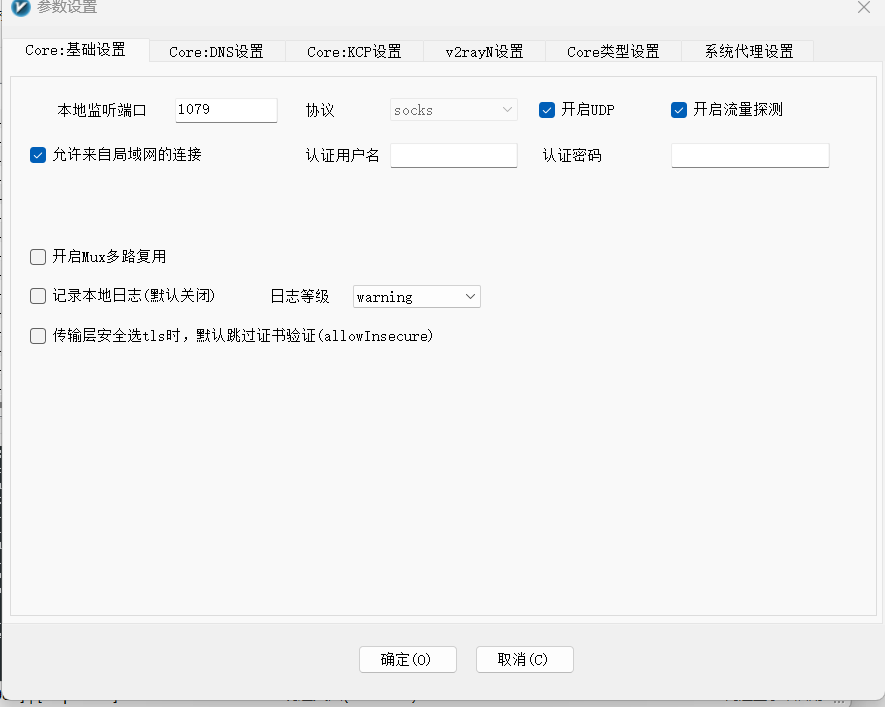 参数设置
Core:基础设置 Core:DNS设置 Core:KCP设置 v2rayN设置 Core类型设置 系统代理设置
本地监听端口 1079 协议 socks 开启UDP 开启流量探测
允许来自局域网的连接 认证用户名 认证密码
开启Mux多路复用
记录本地日志(默认关闭) 日志等级 warning
传输层安全选tls时，默认跳过证书验证(allowInsecure)
确定(O) 取消(C)